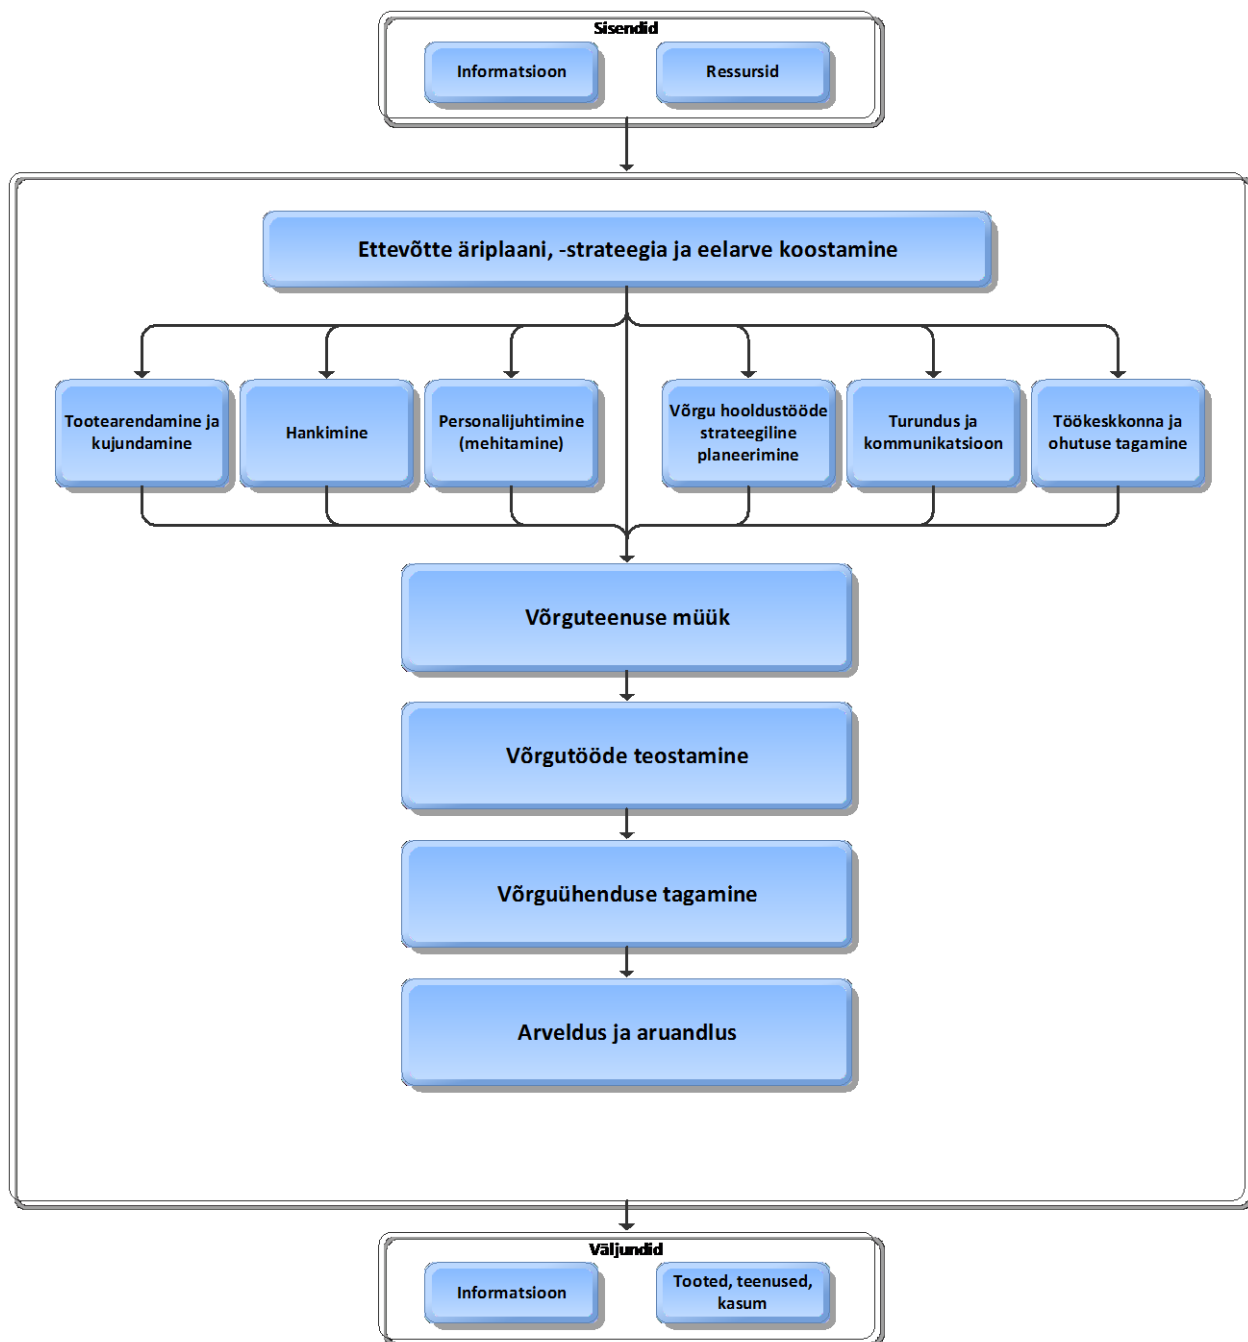 Sisendid
Informatsioon
Ressursid
Ettevõtte äriplaani, -strateegia ja eelarve koostamine
Tootearendamine ja
kujundamine
Hankimine
Personalijuhtimine
(mehitamine)
Võrgu hooldustööde
strateegiline
planeerimine
Turundus ja
kommunikatsioon
Töökeskkonna ja
ohutuse tagamine
Võrguteenuse müük
Võrgutööde teostamine
Võrguühenduse tagamine
Arveldus ja aruandlus
Väljundid
Informatsioon
Tooted, teenused,
kasum